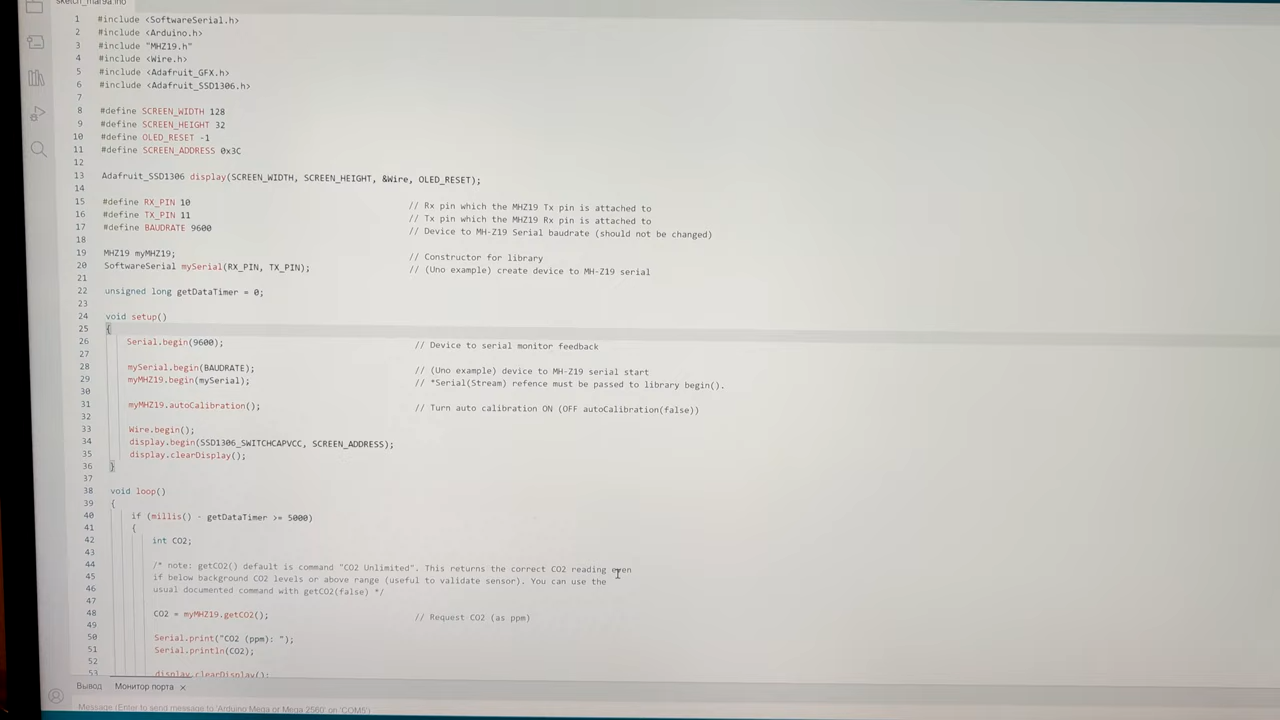 sketch_mar9a.ino
1 #include <SoftwareSerial.h>
2 #include <Arduino.h>
3 #include "MHZ19.h"
4 #include <Wire.h>
5 #include <Adafruit_GFX.h>
6 #include <Adafruit_SSD1306.h>
7
8 #define SCREEN_WIDTH 128
9 #define SCREEN_HEIGHT 32
10 #define OLED_RESET -1
11 #define SCREEN_ADDRESS 0x3C
12
13 Adafruit_SSD1306 display(SCREEN_WIDTH, SCREEN_HEIGHT, &Wire, OLED_RESET);
14
15 #define RX_PIN 10 // Rx pin which the MHZ19 Tx pin is attached to
16 #define TX_PIN 11 // Tx pin which the MHZ19 Rx pin is attached to
17 #define BAUDRATE 9600 // Device to MH-Z19 Serial baudrate (should not be changed)
18
19 MHZ19 myMHZ19; // Constructor for library
20 SoftwareSerial mySerial(RX_PIN, TX_PIN); // (Uno example) create device to MH-Z19 serial
21
22 unsigned long getDataTimer = 0;
23
24 void setup()
25 {
26 Serial.begin(9600); // Device to serial monitor feedback
27
28 mySerial.begin(BAUDRATE); // (Uno example) device to MH-Z19 serial start
29 myMHZ19.begin(mySerial); // *Serial(Stream) refence must be passed to library begin().
30
31 myMHZ19.autoCalibration(); // Turn auto calibration ON (OFF autoCalibration(false))
32
33 Wire.begin();
34 display.begin(SSD1306_SWITCHCAPVCC, SCREEN_ADDRESS);
35 display.clearDisplay();
36 }
37
38 void loop()
39 {
40 if (millis() - getDataTimer >= 5000)
41 {
42 int CO2;
43
44 /* note: getCO2() default is command "CO2 Unlimited". This returns the correct CO2 reading even
45 if below background CO2 levels or above range (useful to validate sensor). You can use the
46 usual documented command with getCO2(false) */
47
48 CO2 = myMHZ19.getCO2(); // Request CO2 (as ppm)
49
50 Serial.print("CO2 (ppm): ");
51 Serial.println(CO2);
52
53 display.clearDisplay();
Вывод Монитор порта ×
Message (Enter to send message to 'Arduino Mega or Mega 2560' on 'COM5')